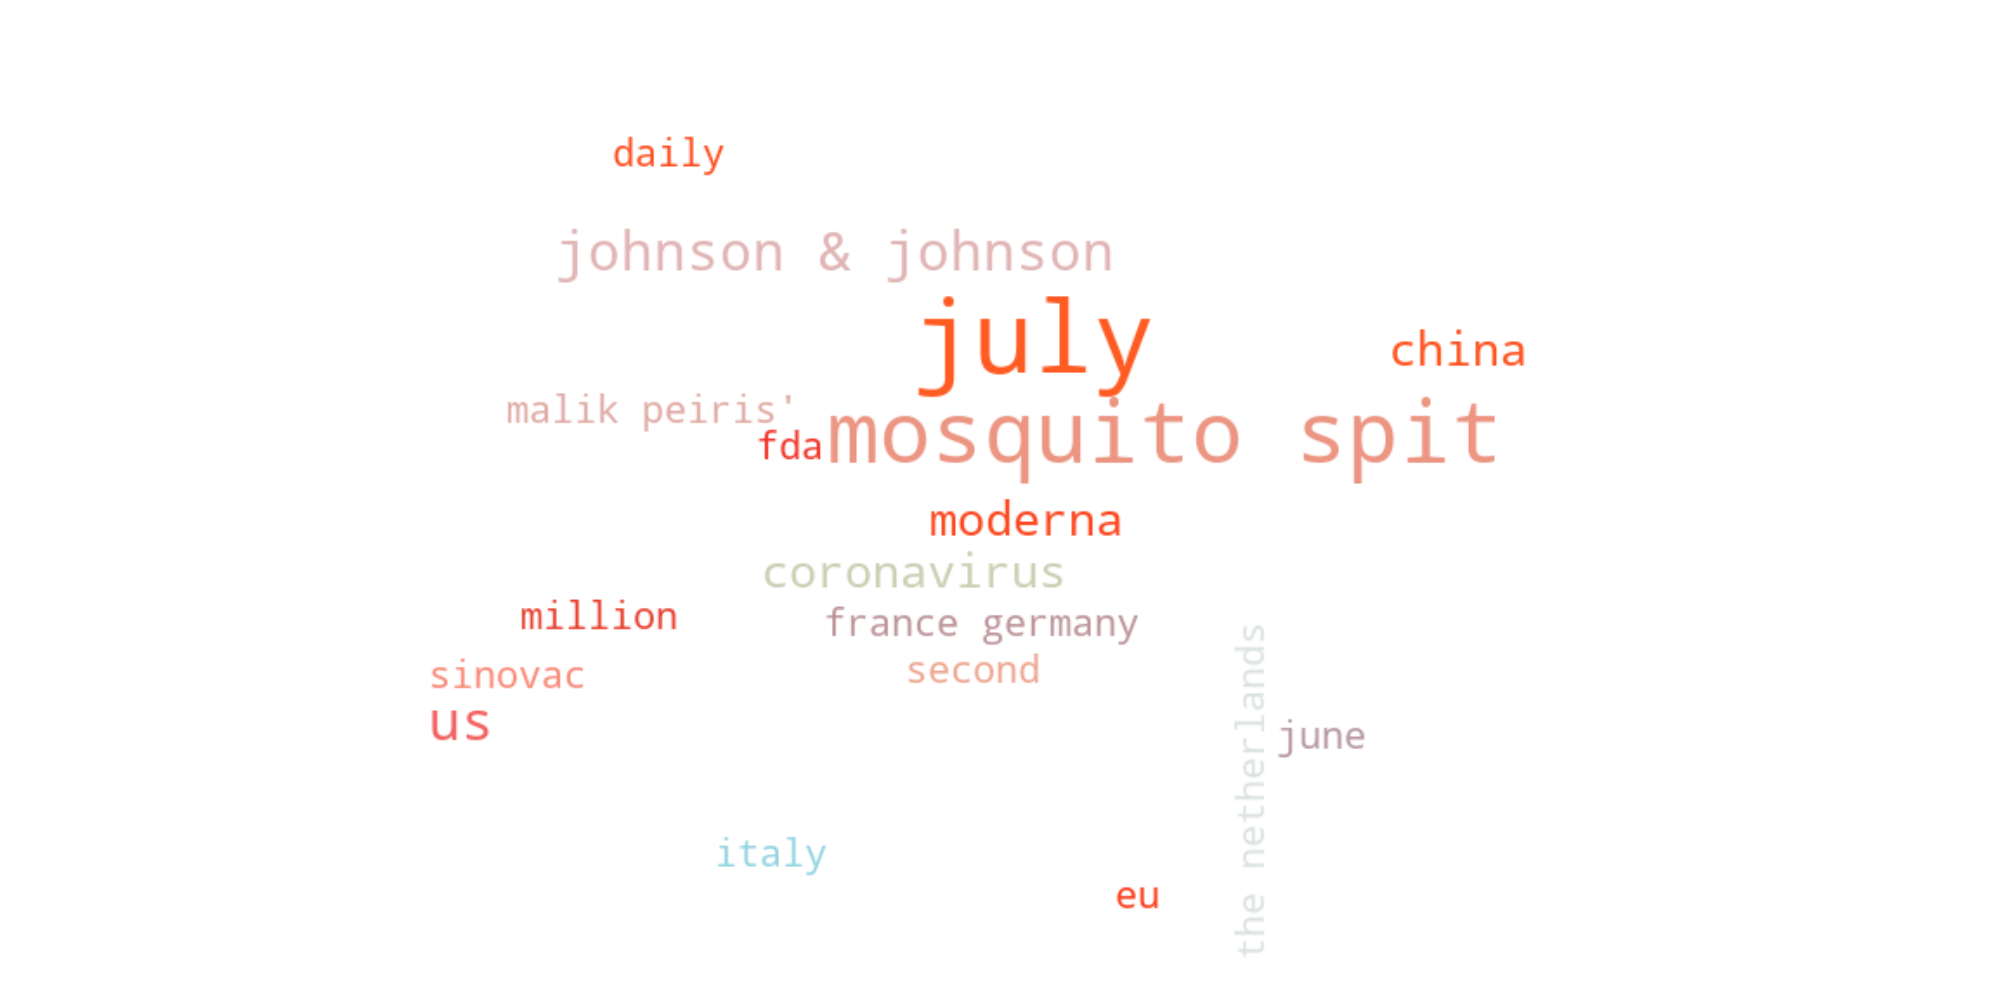 daily
johnson & johnson
july
china
malik peiris'
fda
mosquito spit
moderna
coronavirus
million
france germany
second
sinovac
us
the netherlands
june
italy
eu